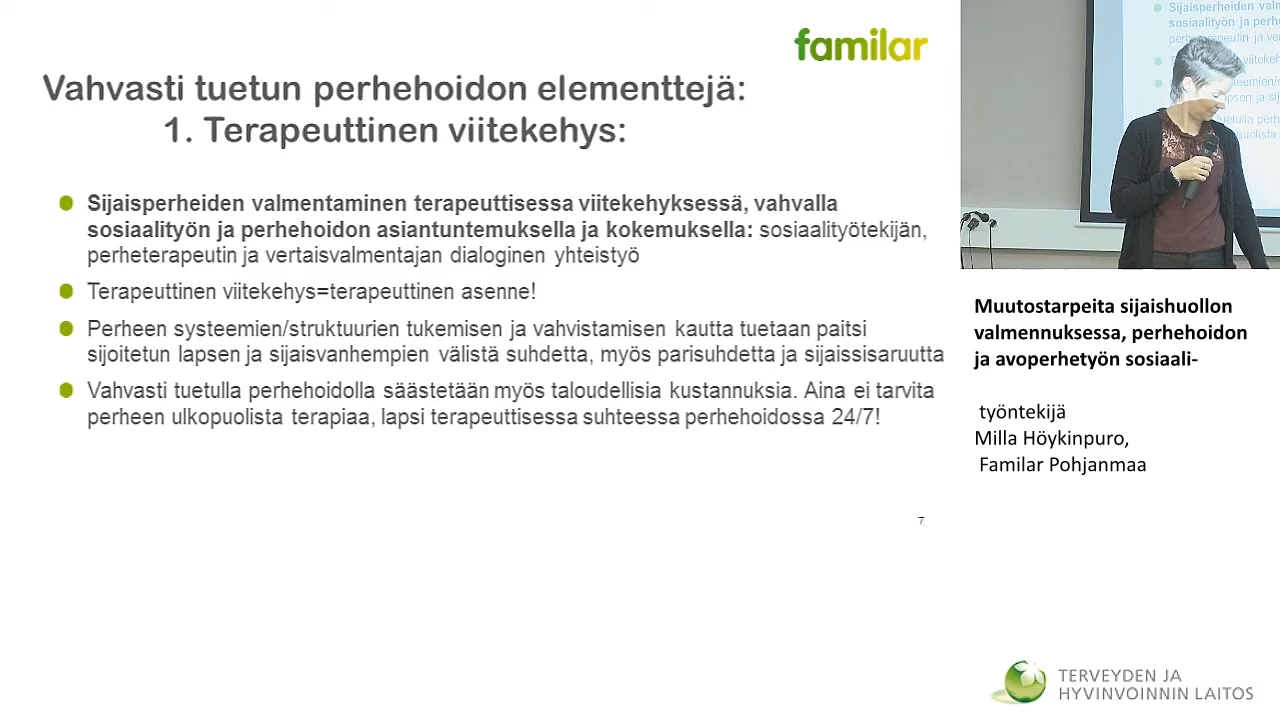 familar
Vahvasti tuetun perhehoidon elementtejä:
1. Terapeuttinen viitekehys:
Sijaisperheiden valmentaminen terapeuttisessa viitekehyksessä, vahvalla
sosiaalityön ja perhehoidon asiantuntemuksella ja kokemuksella: sosiaalityötekijän,
perheterapeutin ja vertaisvalmentajan dialoginen yhteistyö
Terapeuttinen viitekehys=terapeuttinen asenne!
Perheen systeemien/struktuurien tukemisen ja vahvistamisen kautta tuetaan paitsi
sijoitetun lapsen ja sijaisvanhempien välistä suhdetta, myös parisuhdetta ja sijaissisaruutta
Vahvasti tuetulla perhehoidolla säästetään myös taloudellisia kustannuksia. Aina ei tarvita
perheen ulkopuolista terapiaa, lapsi terapeuttisessa suhteessa perhehoidossa 24/7!
7
Sijaisperheiden
sosiaalityön ja
Muutostarpeita sijaishuollon
valmennuksessa, perhehoidon
ja avoperhetyön sosiaali-
työntekijä
Milla Höykinpuro,
Familar Pohjanmaa
TERVEYDEN JA
HYVINVOINNIN LAITOS